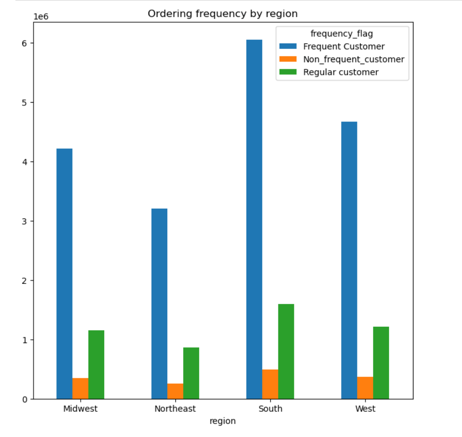 Ordering frequency by region
1e6
frequency_flag
Frequent Customer
Non_frequent_customer
Regular customer
6
5
4
3
2
1
0
Midwest Northeast South West
region